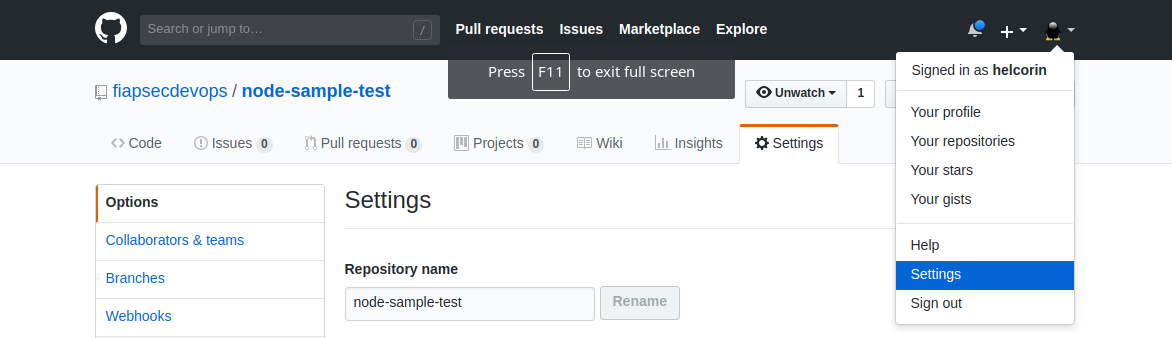 Search or jump to… /
Pull requests Issues Marketplace Explore
Press F11 to exit full screen
Signed in as helcorin
fiapsecdevops / node-sample-test
Unwatch 1
Your profile
Code Issues 0 Pull requests 0 Projects 0 Wiki Insights Settings
Your repositories
Your stars
Your gists
Help
Settings
Sign out
Options
Collaborators & teams
Branches
Webhooks
Settings
Repository name
node-sample-test Rename